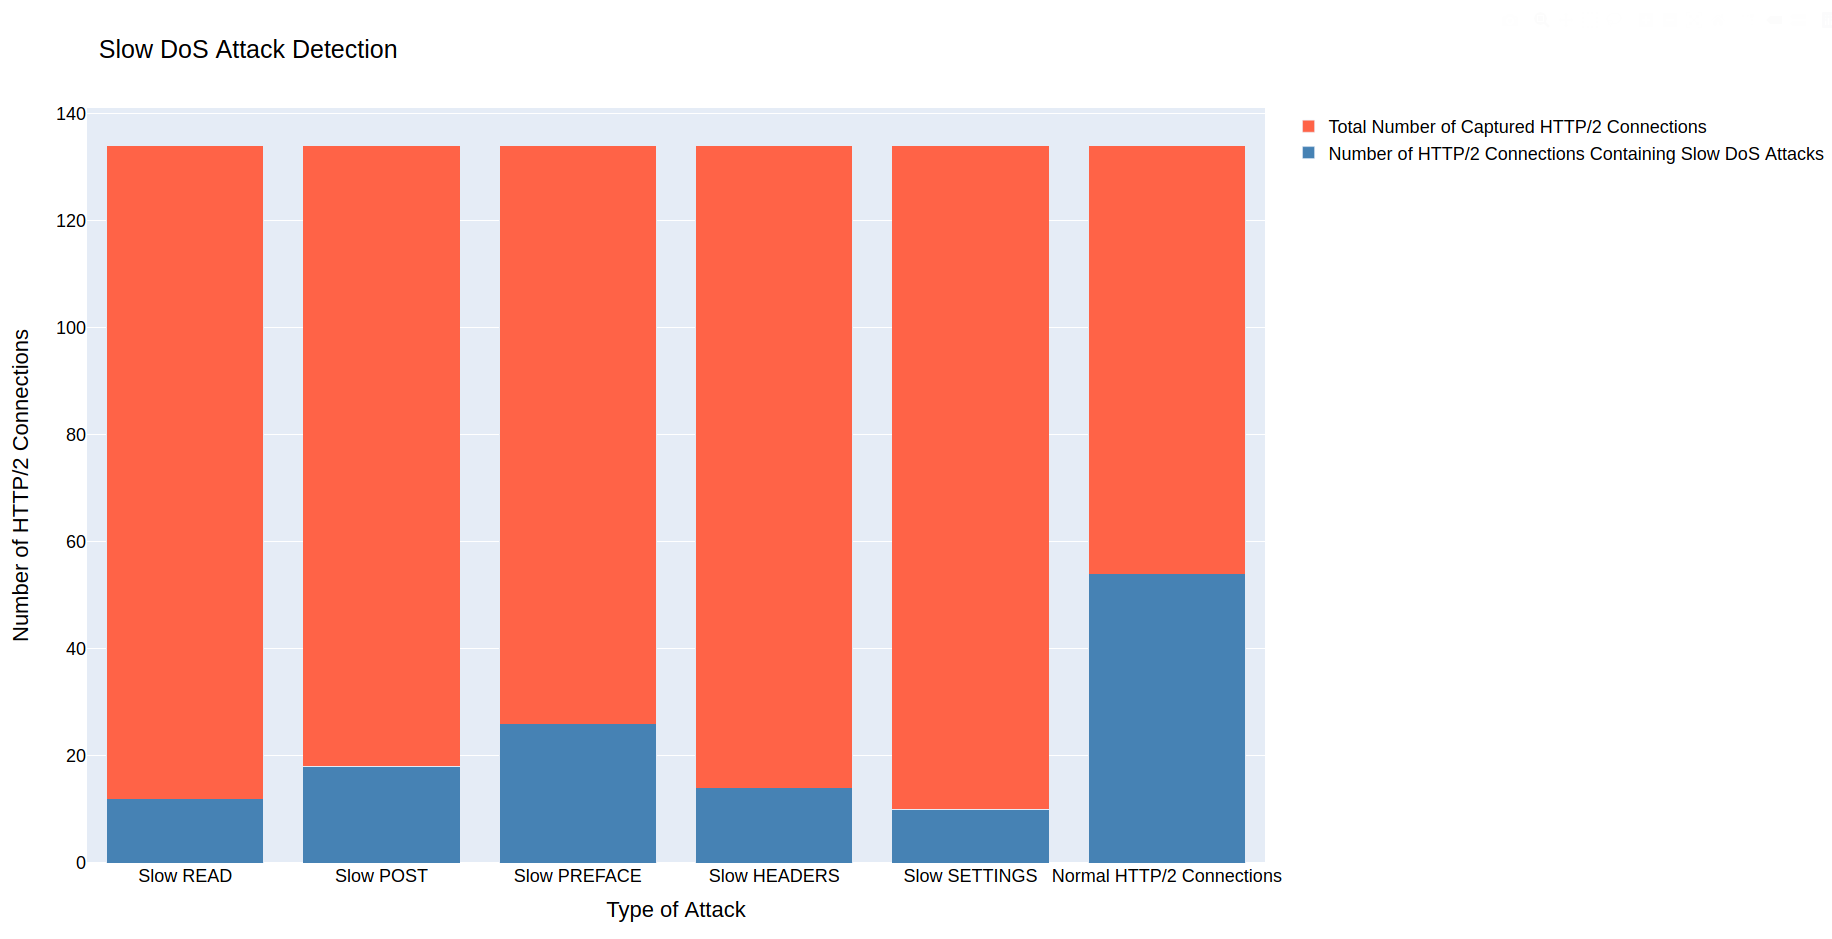 Slow DoS Attack Detection
Total Number of Captured HTTP/2 Connections
Number of HTTP/2 Connections Containing Slow DoS Attacks
Number of HTTP/2 Connections
140
120
100
80
60
40
20
0
Slow READ
Slow POST
Slow PREFACE
Slow HEADERS
Slow SETTINGS
Normal HTTP/2 Connections
Type of Attack